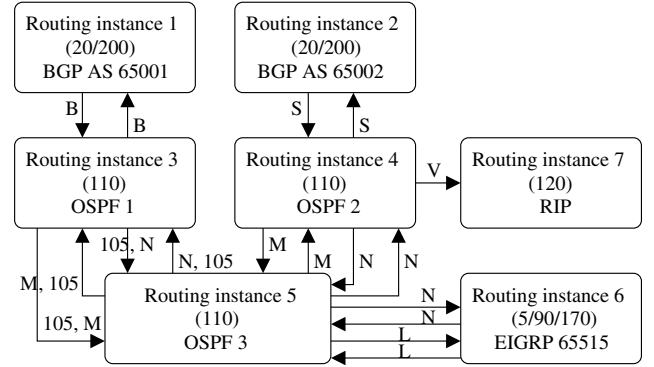 Routing instance 1
(20/200)
BGP AS 65001
Routing instance 2
(20/200)
BGP AS 65002
B
B
S
S
Routing instance 3
(110)
OSPF 1
Routing instance 4
(110)
OSPF 2
V
Routing instance 7
(120)
RIP
105, N
N, 105
M
M
N
N
M, 105
105, M
Routing instance 5
(110)
OSPF 3
N
N
L
L
Routing instance 6
(5/90/170)
EIGRP 65515